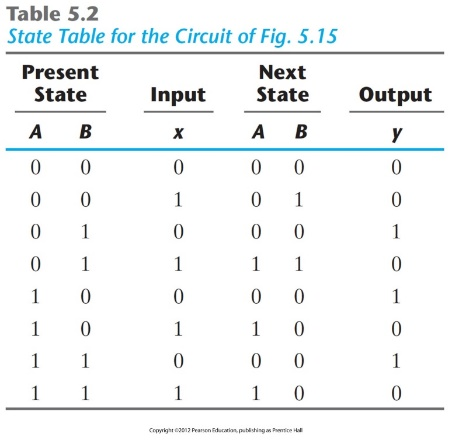 Table 5.2
State Table for the Circuit of Fig. 5.15
Present State Input Next State Output
A B x A B y
0 0 0 0 0 0
0 0 1 0 1 0
0 1 0 0 0 1
0 1 1 1 1 0
1 0 0 0 0 1
1 0 1 1 0 0
1 1 0 0 0 1
1 1 1 1 0 0
Copyright ©2012 Pearson Education, publishing as Prentice Hall